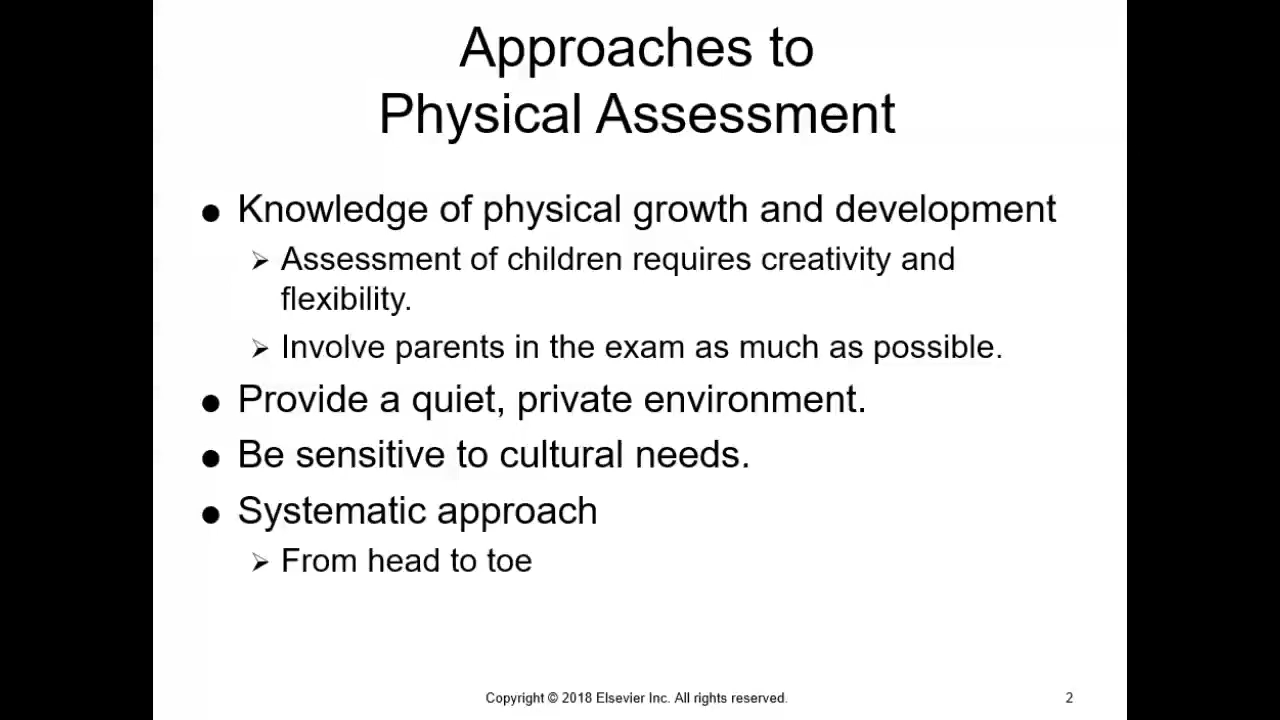 Approaches to
Physical Assessment
● Knowledge of physical growth and development
➢ Assessment of children requires creativity and
flexibility.
➢ Involve parents in the exam as much as possible.
● Provide a quiet, private environment.
● Be sensitive to cultural needs.
● Systematic approach
➢ From head to toe
Copyright © 2018 Elsevier Inc. All rights reserved.
2